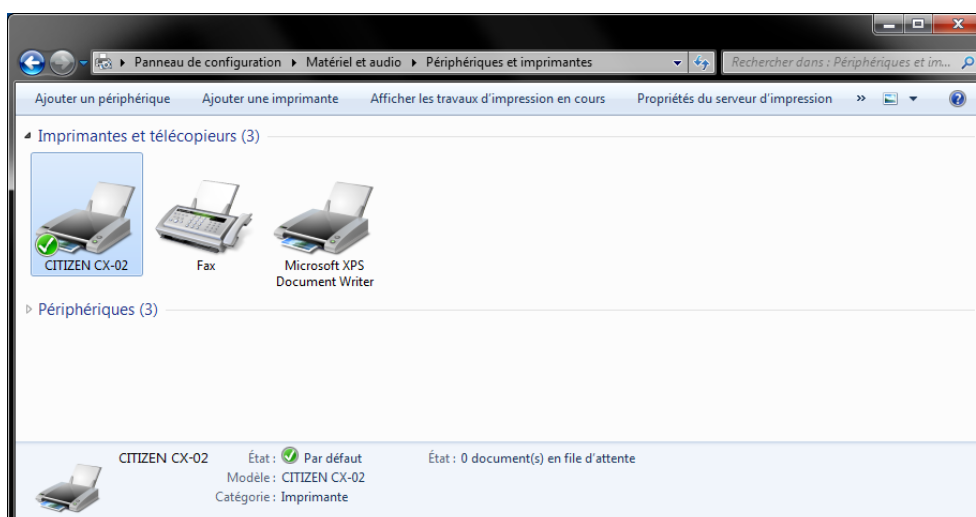 Panneau de configuration ▸ Matériel et audio ▸ Périphériques et imprimantes
Rechercher dans : Périphériques et im...
Ajouter un périphérique Ajouter une imprimante Afficher les travaux d'impression en cours Propriétés du serveur d'impression »
Imprimantes et télécopieurs (3)
CITIZEN CX-02
Fax
Microsoft XPS
Document Writer
Périphériques (3)
CITIZEN CX-02 État : Par défaut État : 0 document(s) en file d'attente
Modèle : CITIZEN CX-02
Catégorie : Imprimante